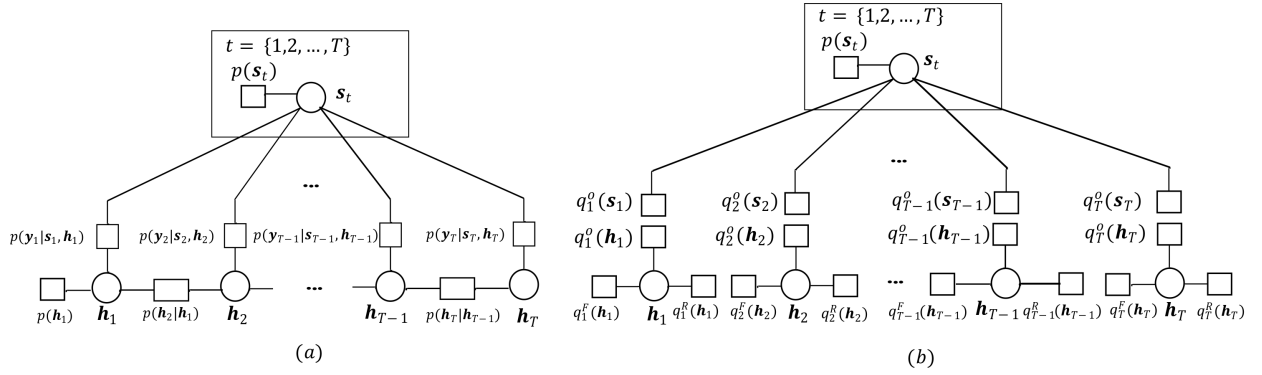 t = {1,2, ..., T}
p(s_t)
s_t
...
p(y_1|s_1, h_1)
p(y_2|s_2, h_2)
p(y_{T-1}|s_{T-1}, h_{T-1})
p(y_T|s_T, h_T)
...
p(h_1)
h_1
p(h_2|h_1)
h_2
h_{T-1}
p(h_T|h_{T-1})
h_T
(a)
t = {1,2, ..., T}
p(s_t)
s_t
...
q_1^o(s_1)
q_2^o(s_2)
q_{T-1}^o(s_{T-1})
q_T^o(s_T)
q_1^o(h_1)
q_2^o(h_2)
q_{T-1}^o(h_{T-1})
q_T^o(h_T)
...
q_1^F(h_1)
h_1
q_1^R(h_1)
q_2^F(h_2)
h_2
q_2^R(h_2)
q_{T-1}^F(h_{T-1})
h_{T-1}
q_{T-1}^R(h_{T-1})
q_T^F(h_T)
h_T
q_T^R(h_T)
(b)